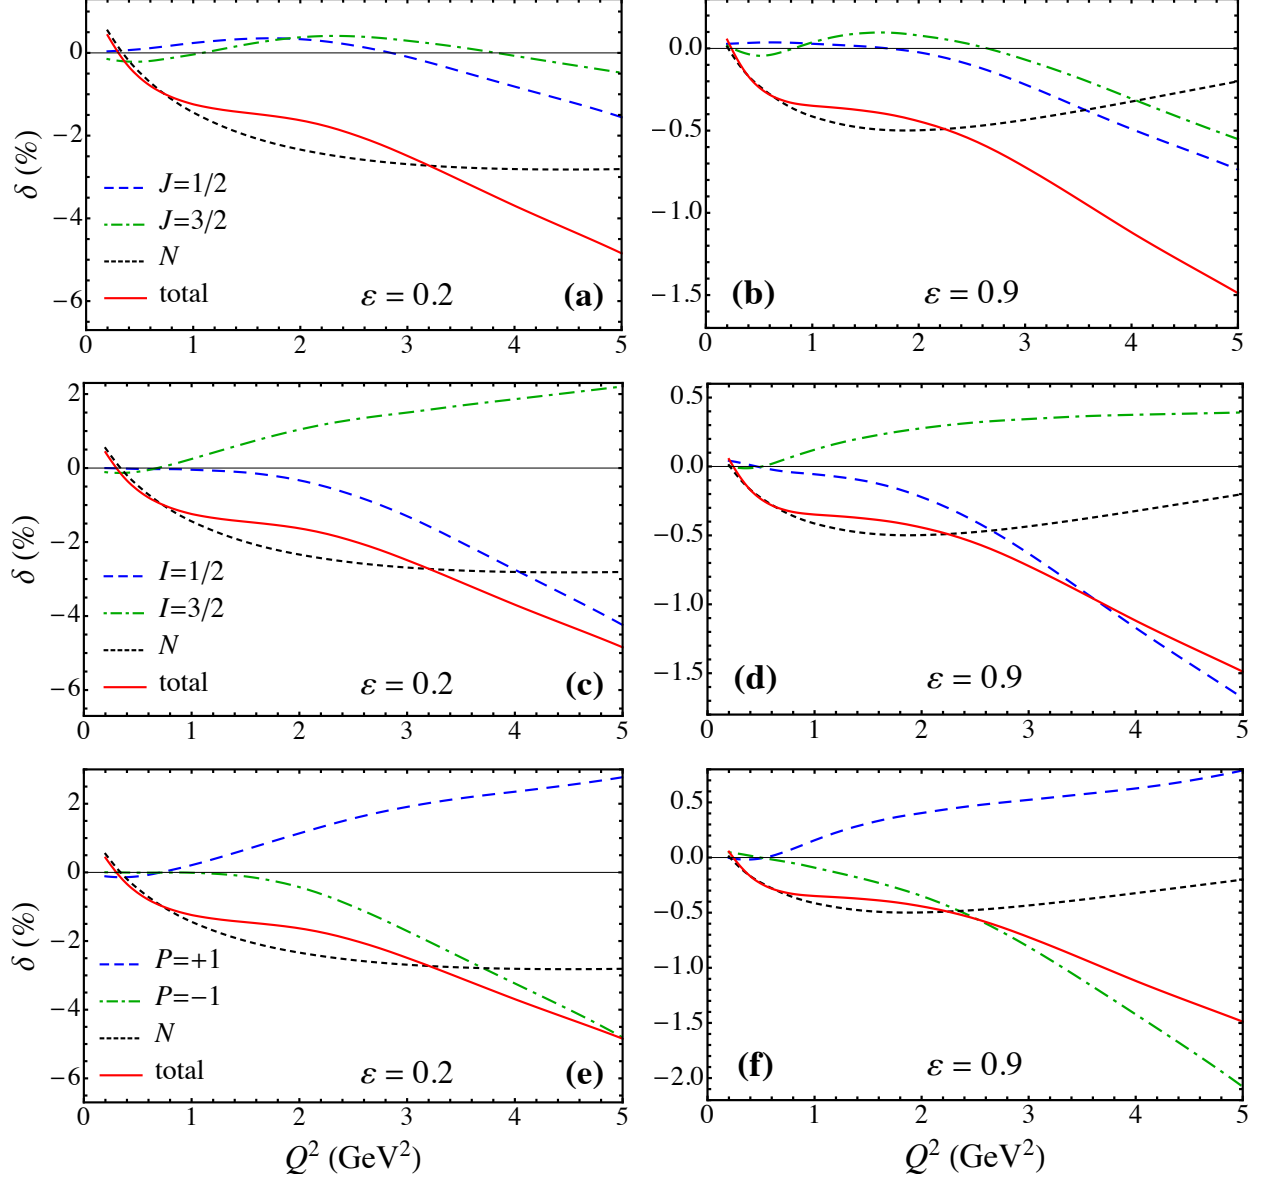 0
−2
−4
−6
δ (%)
J=1/2
J=3/2
N
total
ε = 0.2
(a)
0 1 2 3 4 5
0.0
−0.5
−1.0
−1.5
(b)
ε = 0.9
0 1 2 3 4 5
2
0
−2
−4
−6
δ (%)
I=1/2
I=3/2
N
total
ε = 0.2
(c)
0 1 2 3 4 5
0.5
0.0
−0.5
−1.0
−1.5
(d)
ε = 0.9
0 1 2 3 4 5
2
0
−2
−4
−6
δ (%)
P=+1
P=−1
N
total
ε = 0.2
(e)
0 1 2 3 4 5
Q² (GeV²)
0.5
0.0
−0.5
−1.0
−1.5
−2.0
(f)
ε = 0.9
0 1 2 3 4 5
Q² (GeV²)